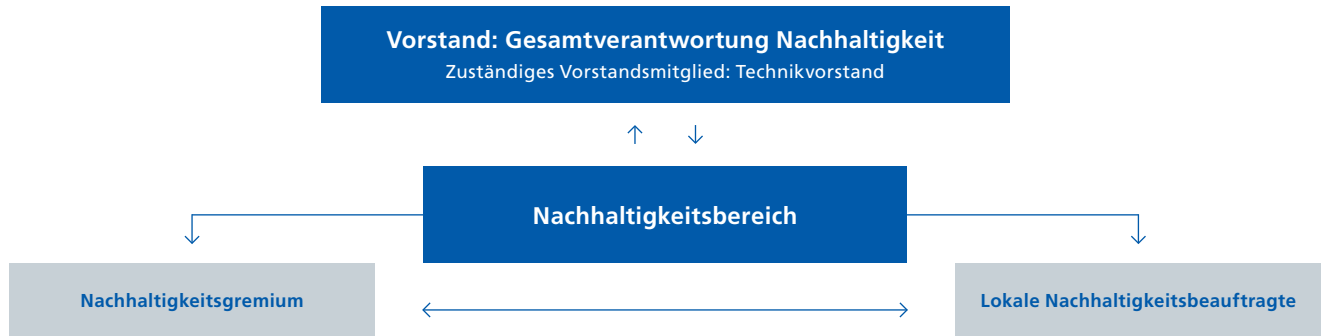 Vorstand: Gesamtverantwortung Nachhaltigkeit
Zuständiges Vorstandsmitglied: Technikvorstand
Nachhaltigkeitsbereich
Nachhaltigkeitsgremium
Lokale Nachhaltigkeitsbeauftragte